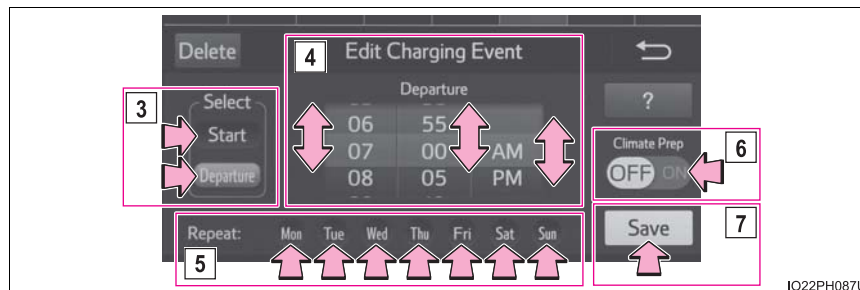 Delete
4
Edit Charging Event
3
Select
Departure
?
Start
06 55
07 00 AM
08 05 PM
Departure
Climate Prep
6
OFF ON
Repeat:
Mon Tue Wed Thu Fri Sat Sun
Save
7
5
IO22PH087U